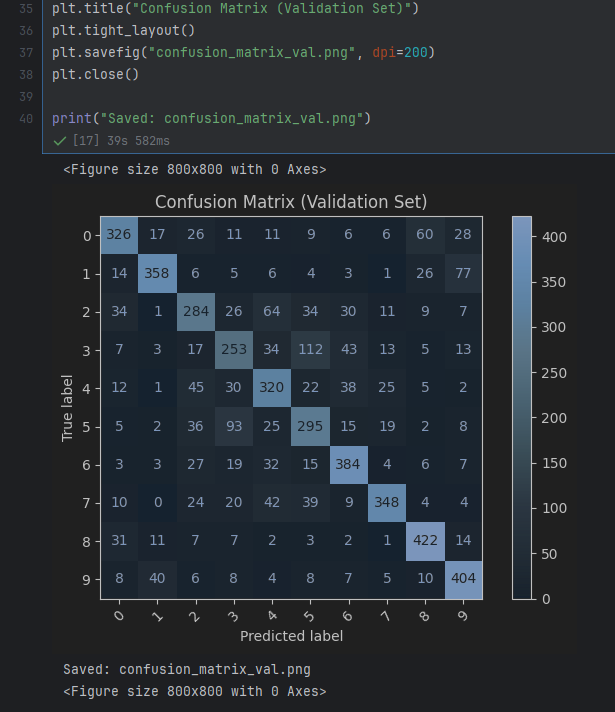 35 plt.title("Confusion Matrix (Validation Set)")
36 plt.tight_layout()
37 plt.savefig("confusion_matrix_val.png", dpi=200)
38 plt.close()
39
40 print("Saved: confusion_matrix_val.png")
[17] 39s 582ms
<Figure size 800x800 with 0 Axes>
Confusion Matrix (Validation Set)
0 326 17 26 11 11 9 6 6 60 28
1 14 358 6 5 6 4 3 1 26 77
2 34 1 284 26 64 34 30 11 9 7
3 7 3 17 253 34 112 43 13 5 13
4 12 1 45 30 320 22 38 25 5 2
5 5 2 36 93 25 295 15 19 2 8
6 3 3 27 19 32 15 384 4 6 7
7 10 0 24 20 42 39 9 348 4 4
8 31 11 7 7 2 3 2 1 422 14
9 8 40 6 8 4 8 7 5 10 404
0 1 2 3 4 5 6 7 8 9
True label
Predicted label
400
350
300
250
200
150
100
50
0
Saved: confusion_matrix_val.png
<Figure size 800x800 with 0 Axes>